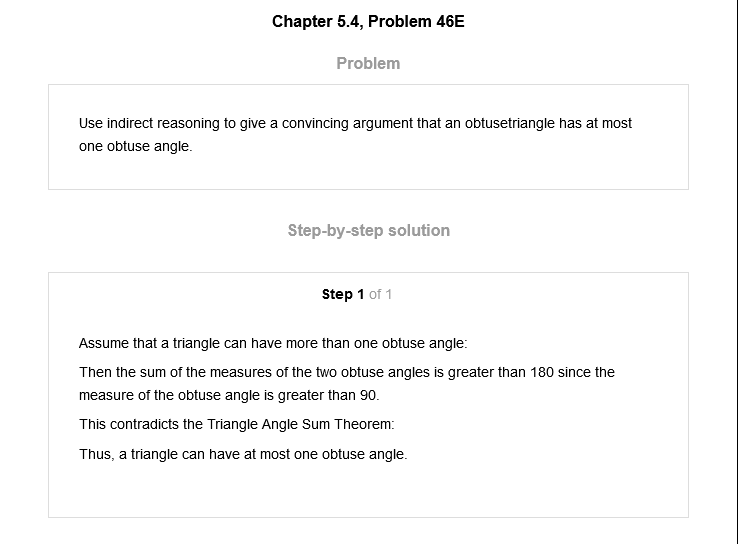 Chapter 5.4, Problem 46E
Problem
Use indirect reasoning to give a convincing argument that an obtusetriangle has at most
one obtuse angle.
Step-by-step solution
Step 1 of 1
Assume that a triangle can have more than one obtuse angle:
Then the sum of the measures of the two obtuse angles is greater than 180 since the
measure of the obtuse angle is greater than 90.
This contradicts the Triangle Angle Sum Theorem:
Thus, a triangle can have at most one obtuse angle.